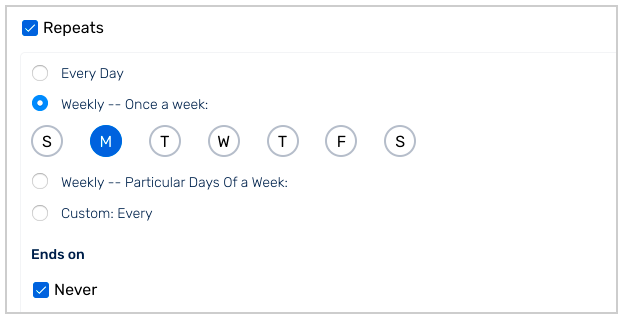 Repeats
Every Day
Weekly -- Once a week:
S M T W T F S
Weekly -- Particular Days Of a Week:
Custom: Every
Ends on
Never